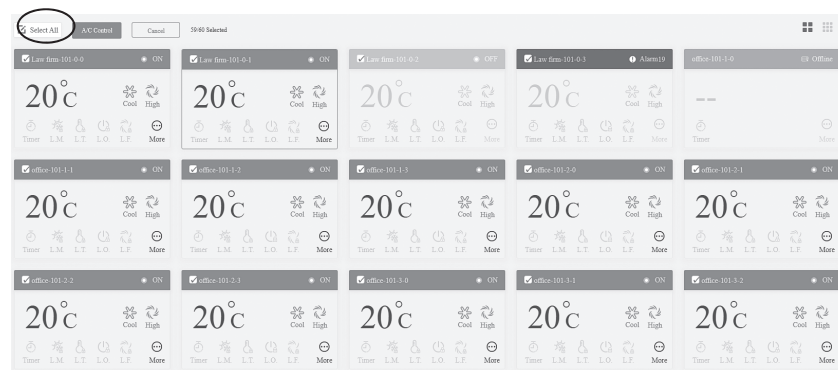 Select All A/C Control Cancel 59/60 Selected
Law firm-101-0-0 ON Law firm-101-0-1 ON Law firm-101-0-2 OFF Law firm-101-0-3 Alarm19 office-101-1-0 Offline
20°C Cool High 20°C Cool High 20°C Cool High 20°C Cool High --
Timer L.M. L.T. L.O. L.F. More Timer L.M. L.T. L.O. L.F. More Timer L.M. L.T. L.O. L.F. More Timer L.M. L.T. L.O. L.F. More Timer More
office-101-1-1 ON office-101-1-2 ON office-101-1-3 ON office-101-2-0 ON office-101-2-1 ON
20°C Cool High 20°C Cool High 20°C Cool High 20°C Cool High 20°C Cool High
Timer L.M. L.T. L.O. L.F. More Timer L.M. L.T. L.O. L.F. More Timer L.M. L.T. L.O. L.F. More Timer L.M. L.T. L.O. L.F. More Timer L.M. L.T. L.O. L.F. More
office-101-2-2 ON office-101-2-3 ON office-101-3-0 ON office-101-3-1 ON office-101-3-2 ON
20°C Cool High 20°C Cool High 20°C Cool High 20°C Cool High 20°C Cool High
Timer L.M. L.T. L.O. L.F. More Timer L.M. L.T. L.O. L.F. More Timer L.M. L.T. L.O. L.F. More Timer L.M. L.T. L.O. L.F. More Timer L.M. L.T. L.O. L.F. More